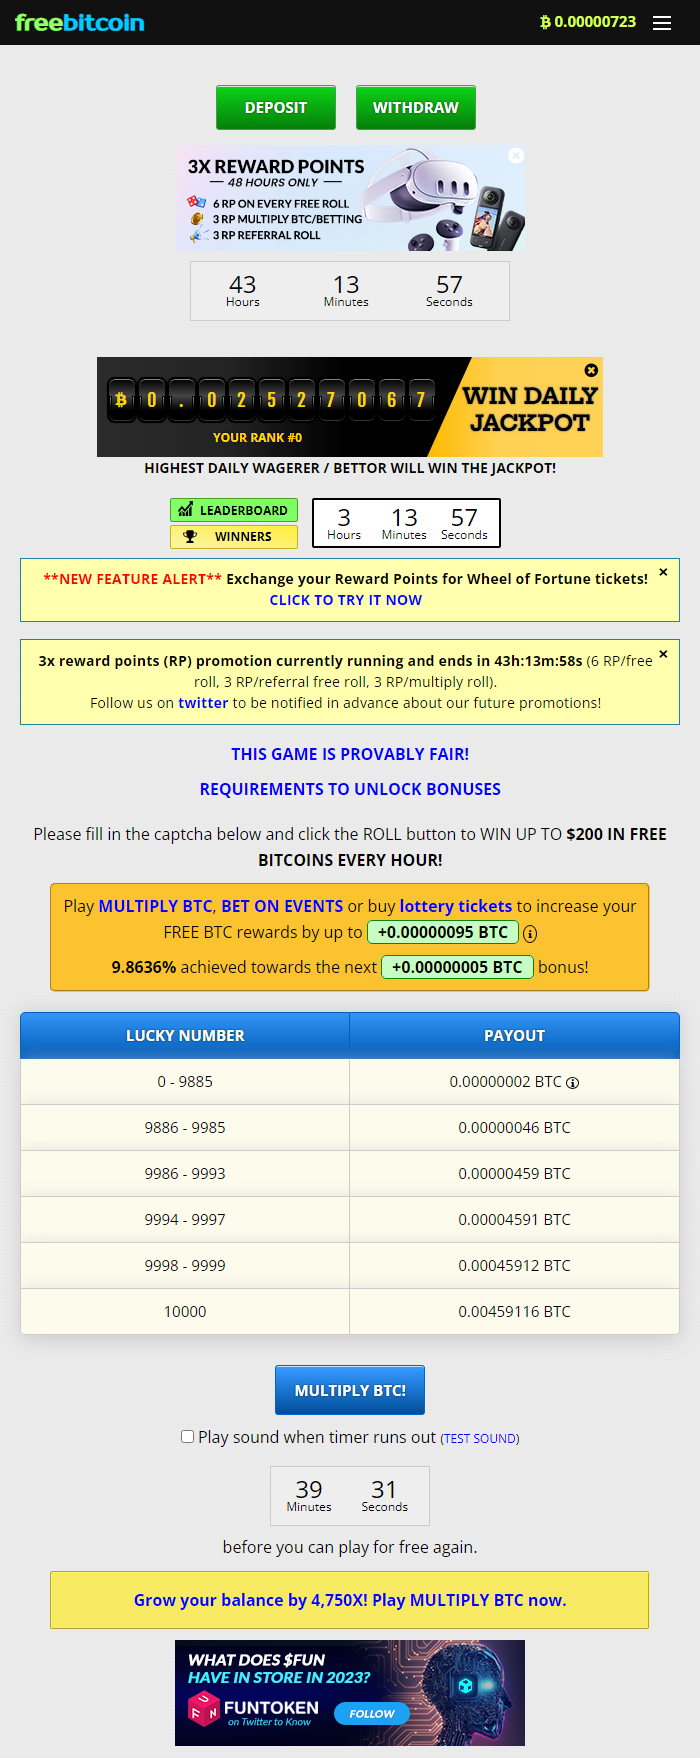 freebitcoin
0.00000723
DEPOSIT
WITHDRAW
3X REWARD POINTS
48 HOURS ONLY
6 RP ON EVERY FREE ROLL
3 RP MULTIPLY BTC/BETTING
3 RP REFERRAL ROLL
43 13 57
Hours Minutes Seconds
0.02527067
YOUR RANK #0
WIN DAILY
JACKPOT
HIGHEST DAILY WAGERER / BETTOR WILL WIN THE JACKPOT!
LEADERBOARD
WINNERS
3 13 57
Hours Minutes Seconds
**NEW FEATURE ALERT** Exchange your Reward Points for Wheel of Fortune tickets!
CLICK TO TRY IT NOW
3x reward points (RP) promotion currently running and ends in 43h:13m:58s (6 RP/free
roll, 3 RP/referral free roll, 3 RP/multiply roll).
Follow us on twitter to be notified in advance about our future promotions!
THIS GAME IS PROVABLY FAIR!
REQUIREMENTS TO UNLOCK BONUSES
Please fill in the captcha below and click the ROLL button to WIN UP TO $200 IN FREE
BITCOINS EVERY HOUR!
Play MULTIPLY BTC, BET ON EVENTS or buy lottery tickets to increase your
FREE BTC rewards by up to +0.00000095 BTC
9.8636% achieved towards the next +0.00000005 BTC bonus!
LUCKY NUMBER PAYOUT
0 - 9885 0.00000002 BTC
9886 - 9985 0.00000046 BTC
9986 - 9993 0.00000459 BTC
9994 - 9997 0.00004591 BTC
9998 - 9999 0.00045912 BTC
10000 0.00459116 BTC
MULTIPLY BTC!
Play sound when timer runs out (TEST SOUND)
39 31
Minutes Seconds
before you can play for free again.
Grow your balance by 4,750X! Play MULTIPLY BTC now.
WHAT DOES $FUN
HAVE IN STORE IN 2023?
FUN
FUNTOKEN
on Twitter to Know
FOLLOW